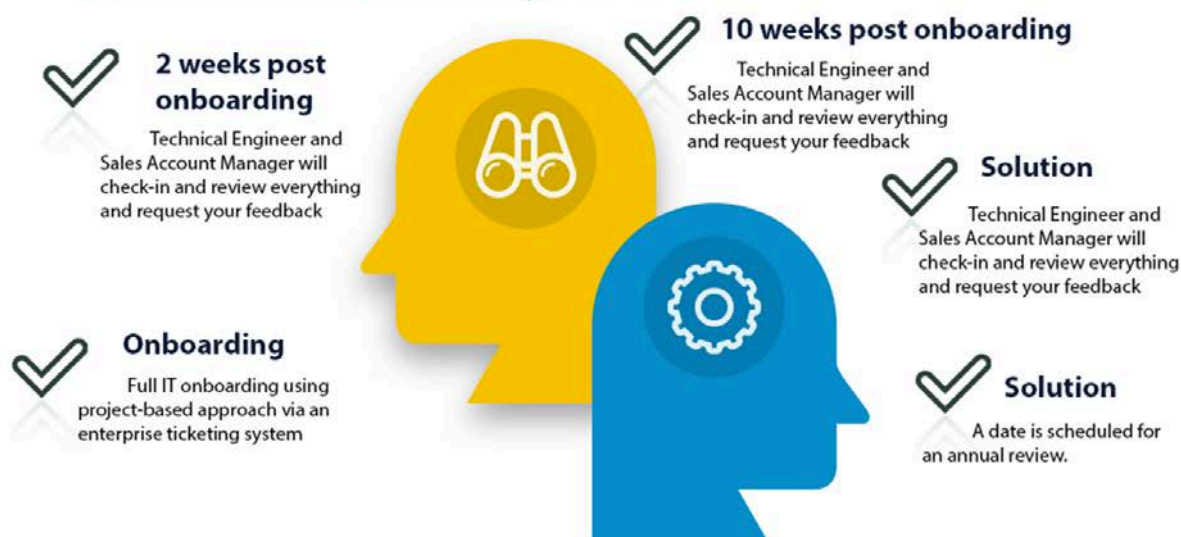 2 weeks post
onboarding
Technical Engineer and
Sales Account Manager will
check-in and review everything
and request your feedback
Onboarding
Full IT onboarding using
project-based approach via an
enterprise ticketing system
10 weeks post onboarding
Technical Engineer and
Sales Account Manager will
check-in and review everything
and request your feedback
Solution
Technical Engineer and
Sales Account Manager will
check-in and review everything
and request your feedback
Solution
A date is scheduled for
an annual review.